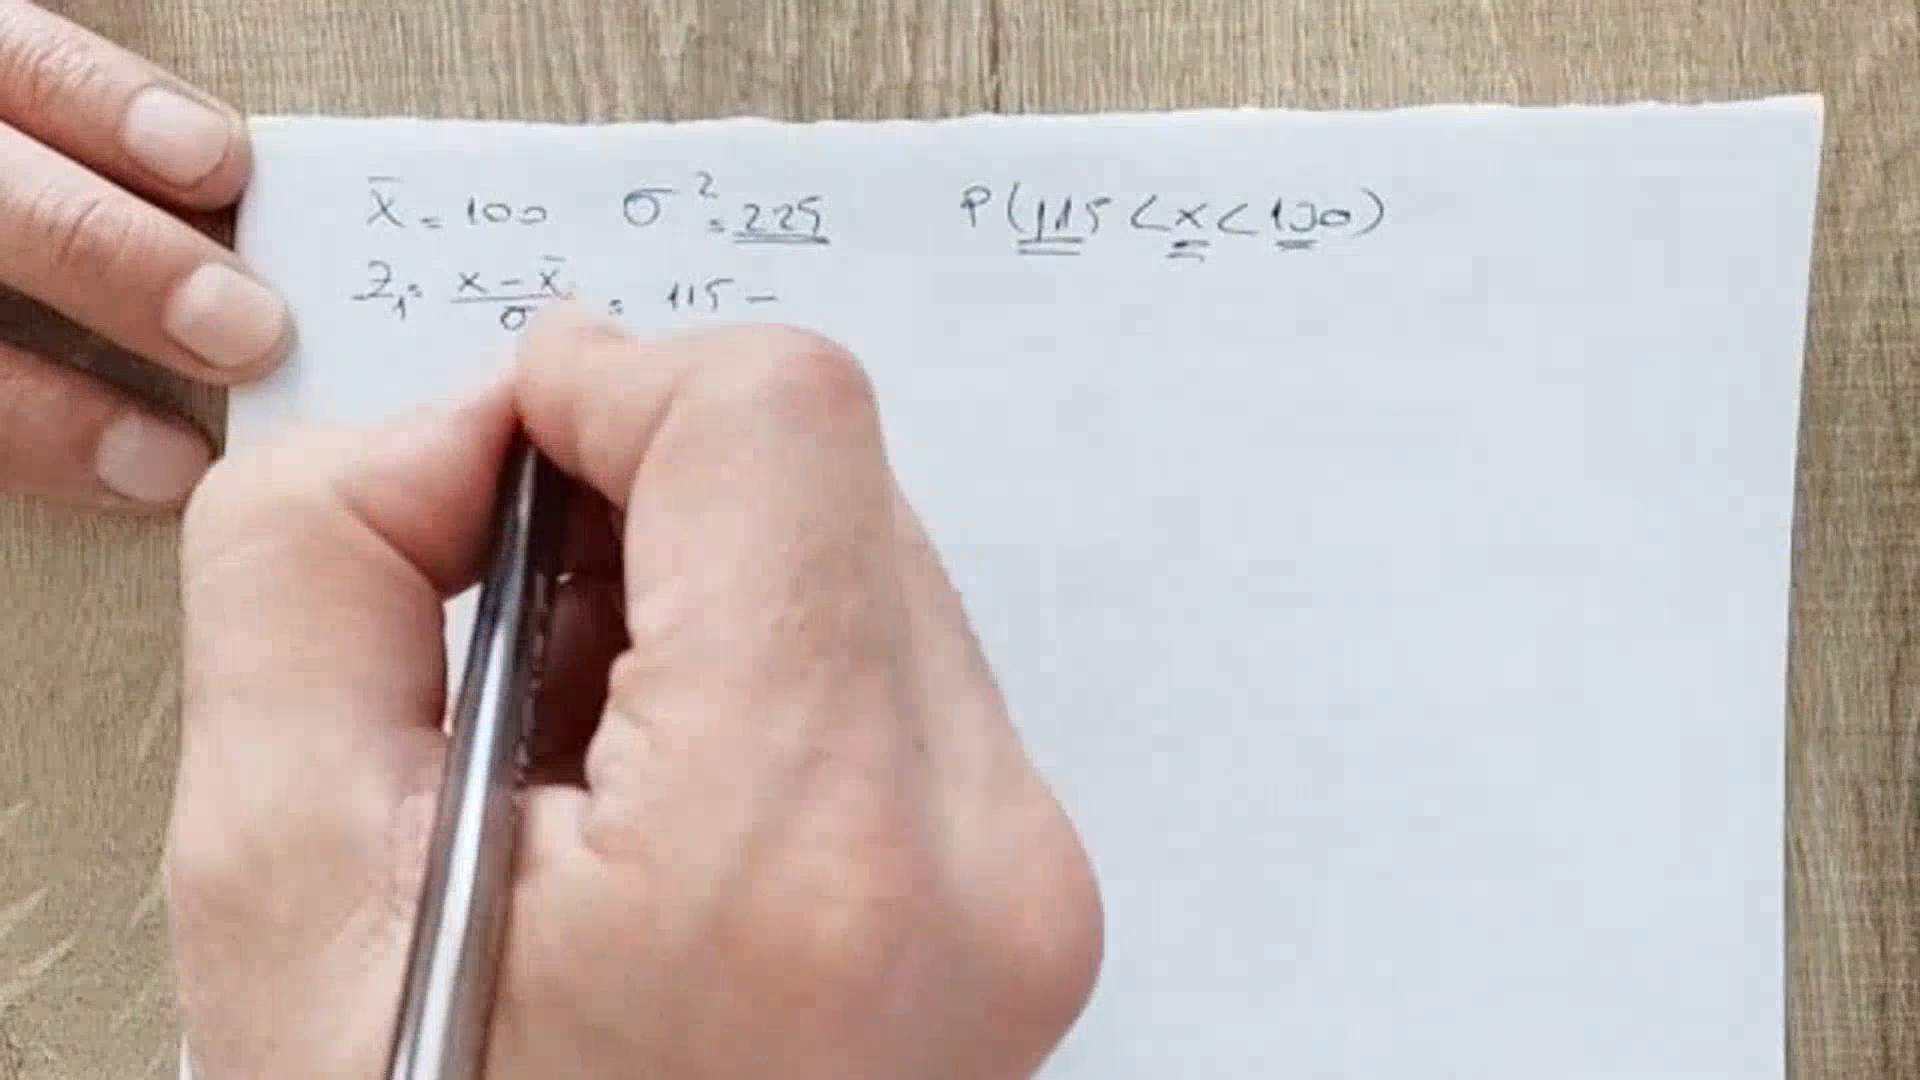 x̄ = 100 σ² = 225 P(115 < x < 130)
Z₁ = x - x̄ / σ = 115 -